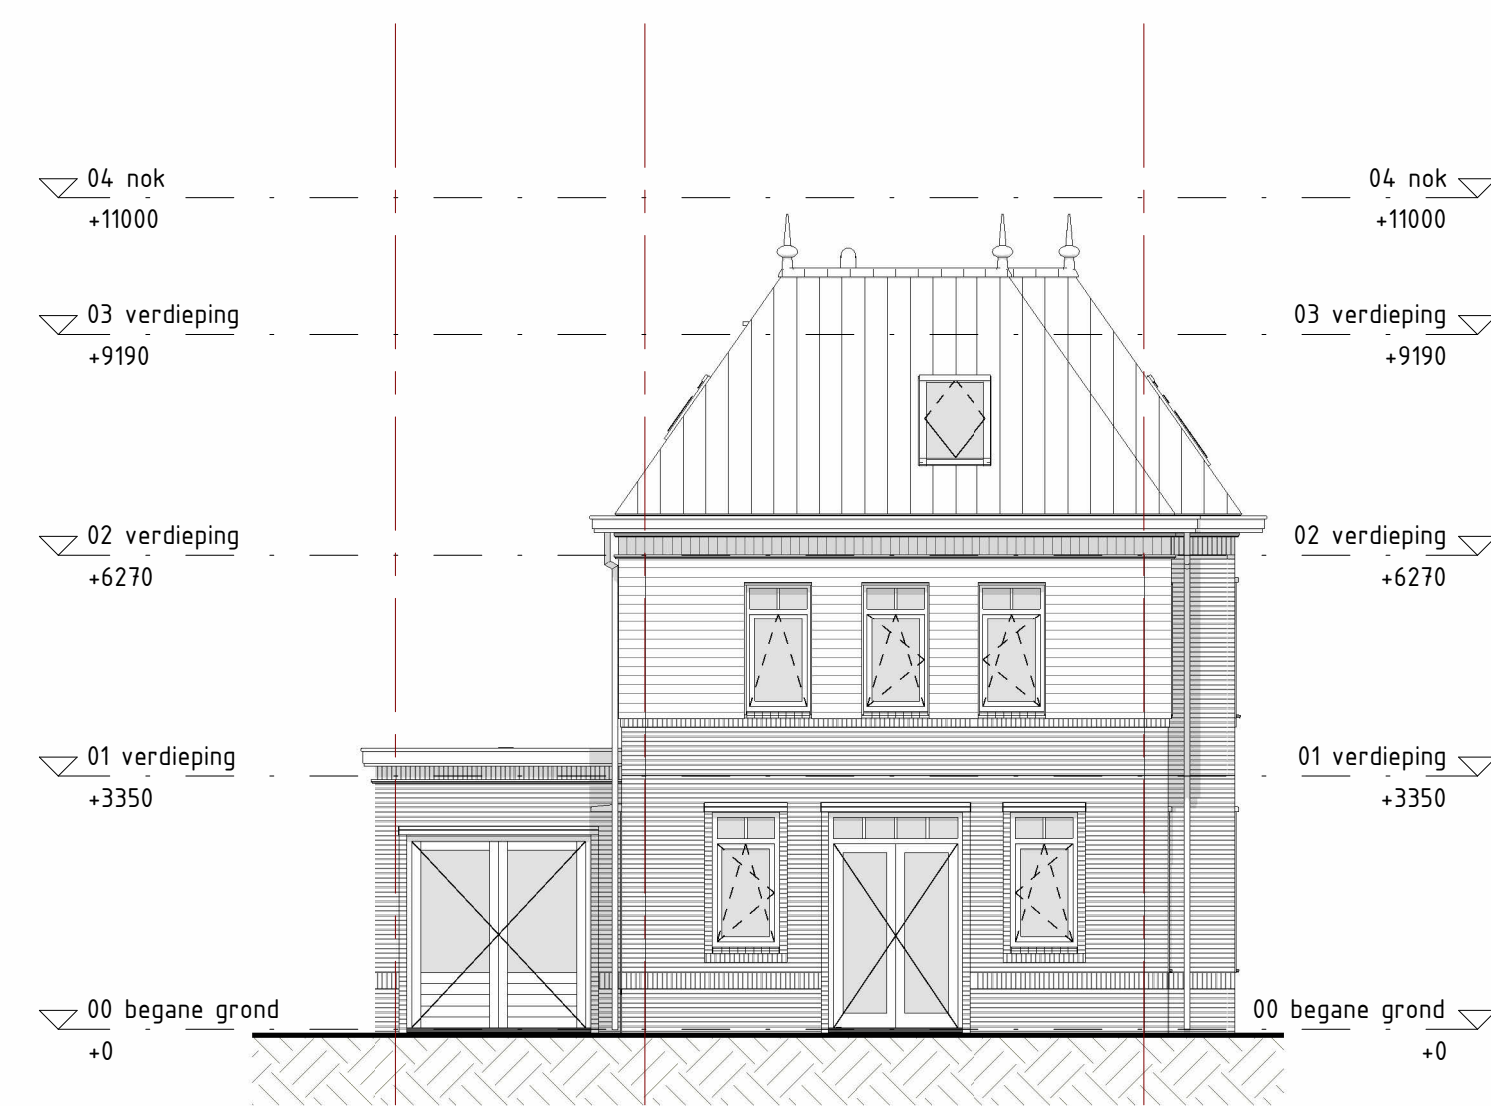 04 nok
+11000
04 nok
+11000
03 verdieping
+9190
03 verdieping
+9190
02 verdieping
+6270
02 verdieping
+6270
01 verdieping
+3350
01 verdieping
+3350
00 begane grond
+0
00 begane grond
+0